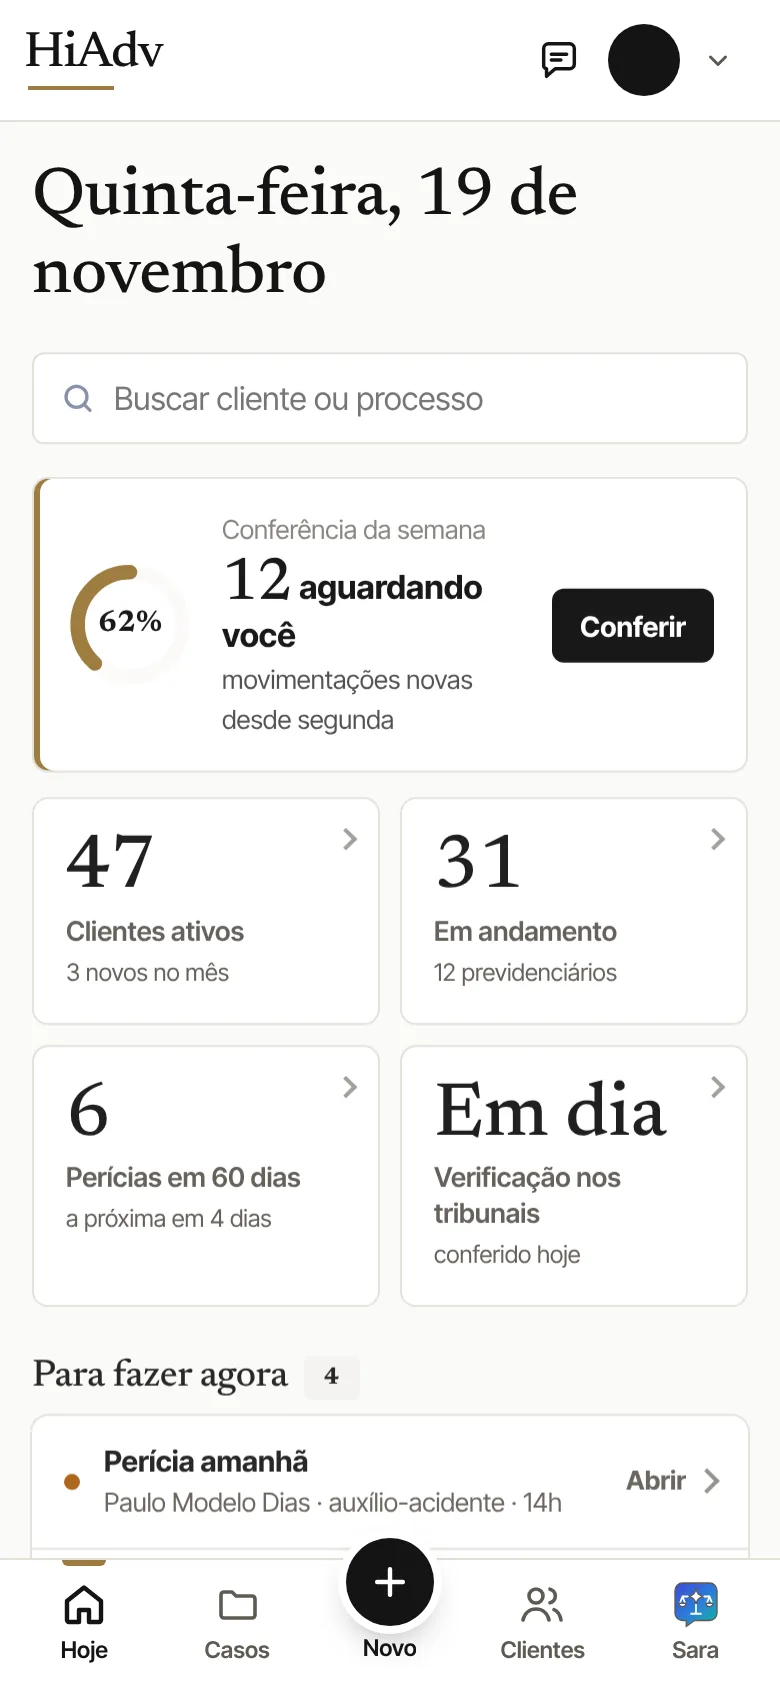 HiAdv
Quinta-feira, 19 de
novembro
Buscar cliente ou processo
Conferência da semana
62%
12 aguardando
você
movimentações novas
desde segunda
Conferir
47
Clientes ativos
3 novos no mês
31
Em andamento
12 previdenciários
6
Perícias em 60 dias
a próxima em 4 dias
Em dia
Verificação nos
tribunais
conferido hoje
Para fazer agora 4
Perícia amanhã
Paulo Modelo Dias · auxílio-acidente · 14h
Abrir
Hoje
Casos
Novo
Clientes
Sara